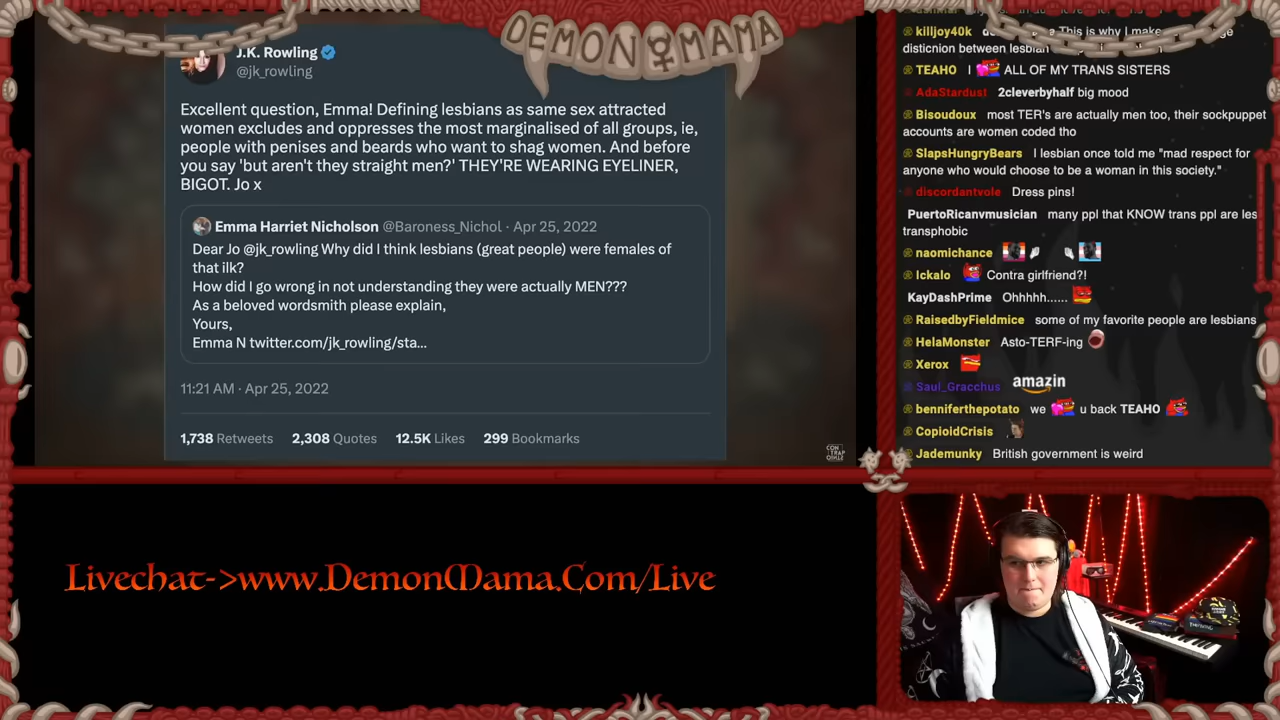 DEMON MAMA
J.K. Rowling
@jk_rowling
Excellent question, Emma! Defining lesbians as same sex attracted
women excludes and oppresses the most marginalised of all groups, ie,
people with penises and beards who want to shag women. And before
you say 'but aren't they straight men?' THEY'RE WEARING EYELINER,
BIGOT. Jo x
Emma Harriet Nicholson @Baroness_Nichol · Apr 25, 2022
Dear Jo @jk_rowling Why did I think lesbians (great people) were females of
that ilk?
How did I go wrong in not understanding they were actually MEN???
As a beloved wordsmith please explain,
Yours,
Emma N twitter.com/jk_rowling/sta...
11:21 AM · Apr 25, 2022
1,738 Retweets 2,308 Quotes 12.5K Likes 299 Bookmarks
CON
TRAP
killjoy40k This is why I make
disticnion between lesbian
TEAHO I ALL OF MY TRANS SISTERS
AdaStardust 2cleverbyhalf big mood
Bisoudoux most TER's are actually men too, their sockpuppet
accounts are women coded tho
SlapsHungryBears I lesbian once told me "mad respect for
anyone who would choose to be a woman in this society."
discordantvole Dress pins!
PuertoRicanvmusician many ppl that KNOW trans ppl are les
transphobic
naomichance
Ickalo Contra girlfriend?!
KayDashPrime Ohhhhh......
RaisedbyFieldmice some of my favorite people are lesbians
HelaMonster Asto-TERF-ing
Xerox
Saul_Gracchus amazin
benniferthepotato we u back TEAHO
CopioidCrisis
Jademunky British government is weird
Livechat->www.DemonMama.Com/Live